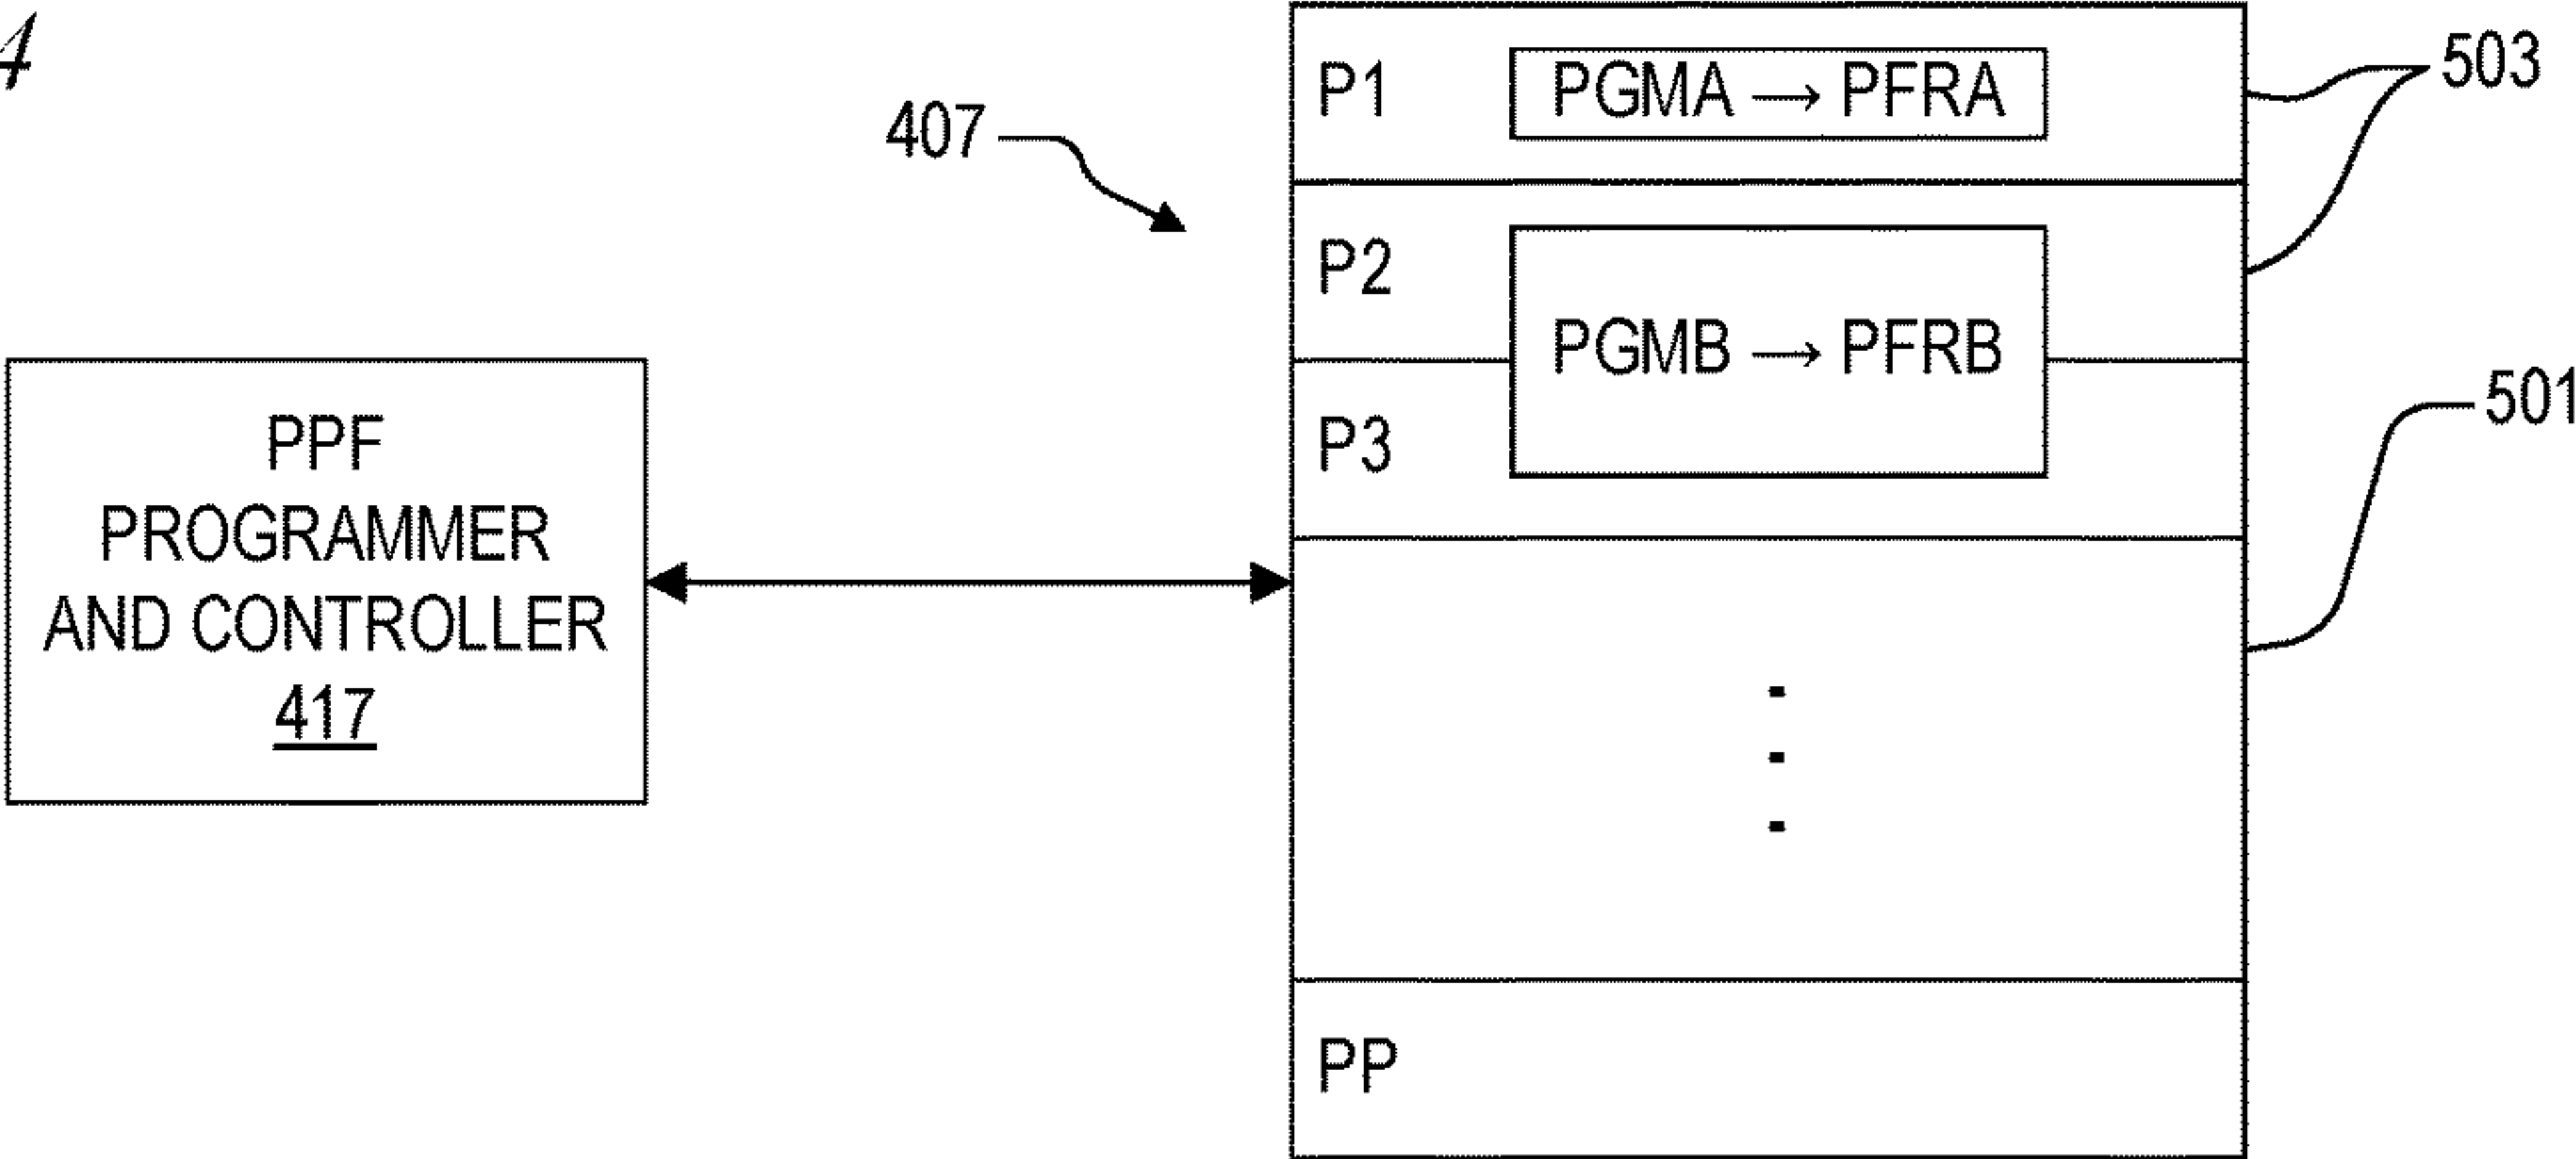 4
407
P1 PGMA → PFRA
503
P2
PGMB → PFRB
P3
501
PPF
PROGRAMMER
AND CONTROLLER
417
PP